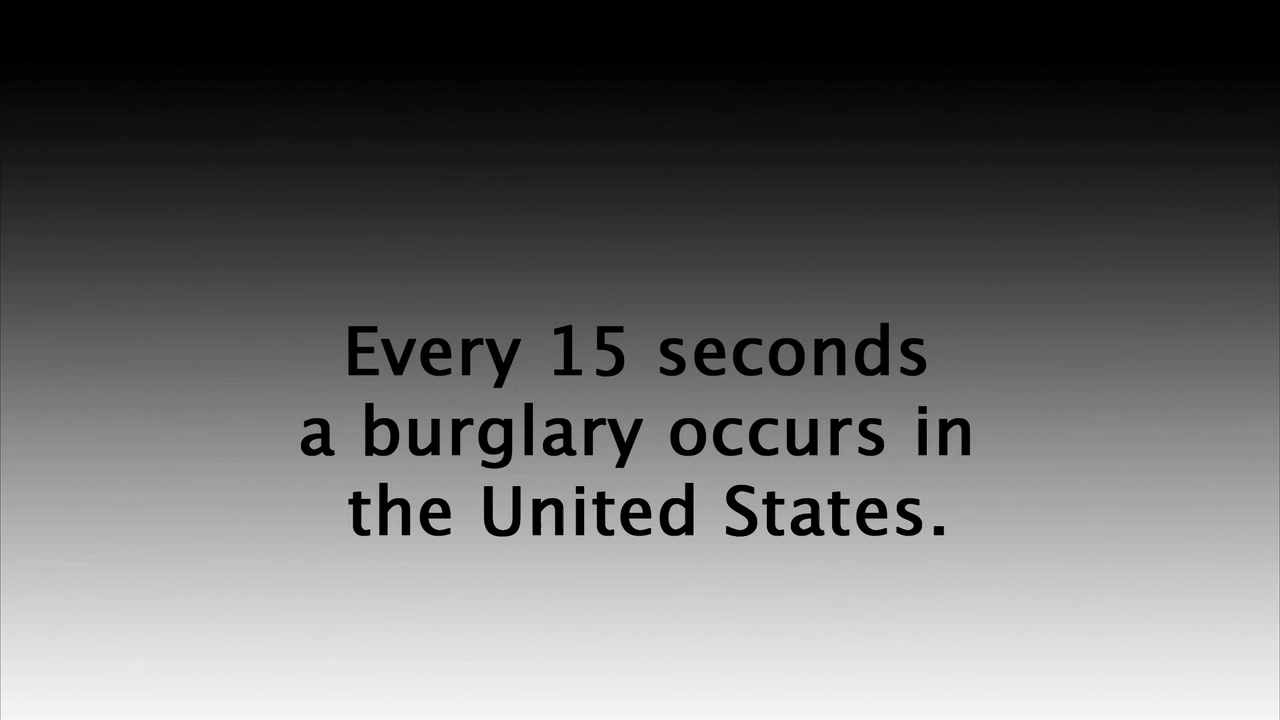 Every 15 seconds
a burglary occurs in
the United States.